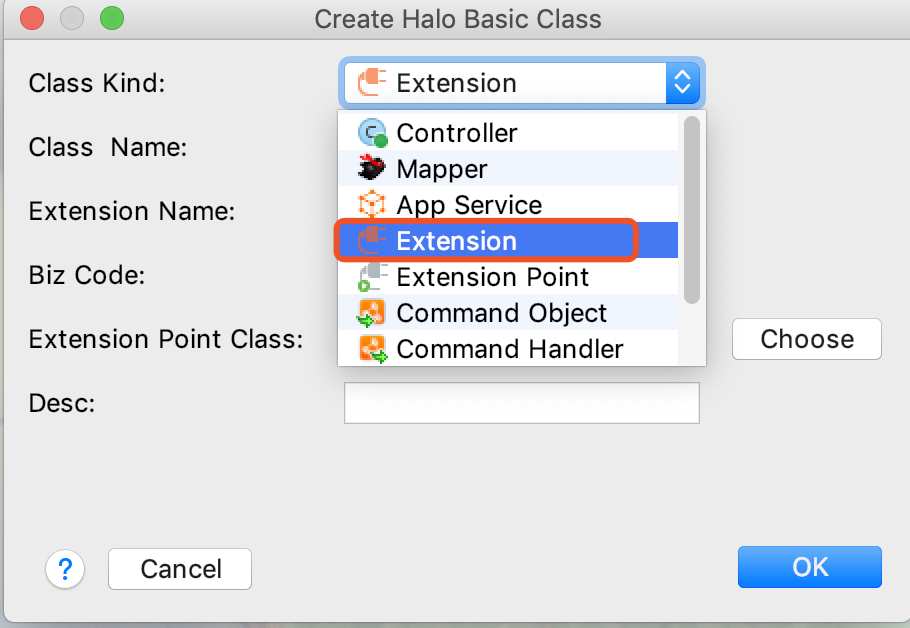 Create Halo Basic Class
Class Kind:
Extension
Controller
Class  Name:
Mapper
App Service
Extension Name:
Extension
Biz Code:
Extension Point
Command Object
Extension Point Class:
Command Handler
Choose
Desc:
?
Cancel
OK